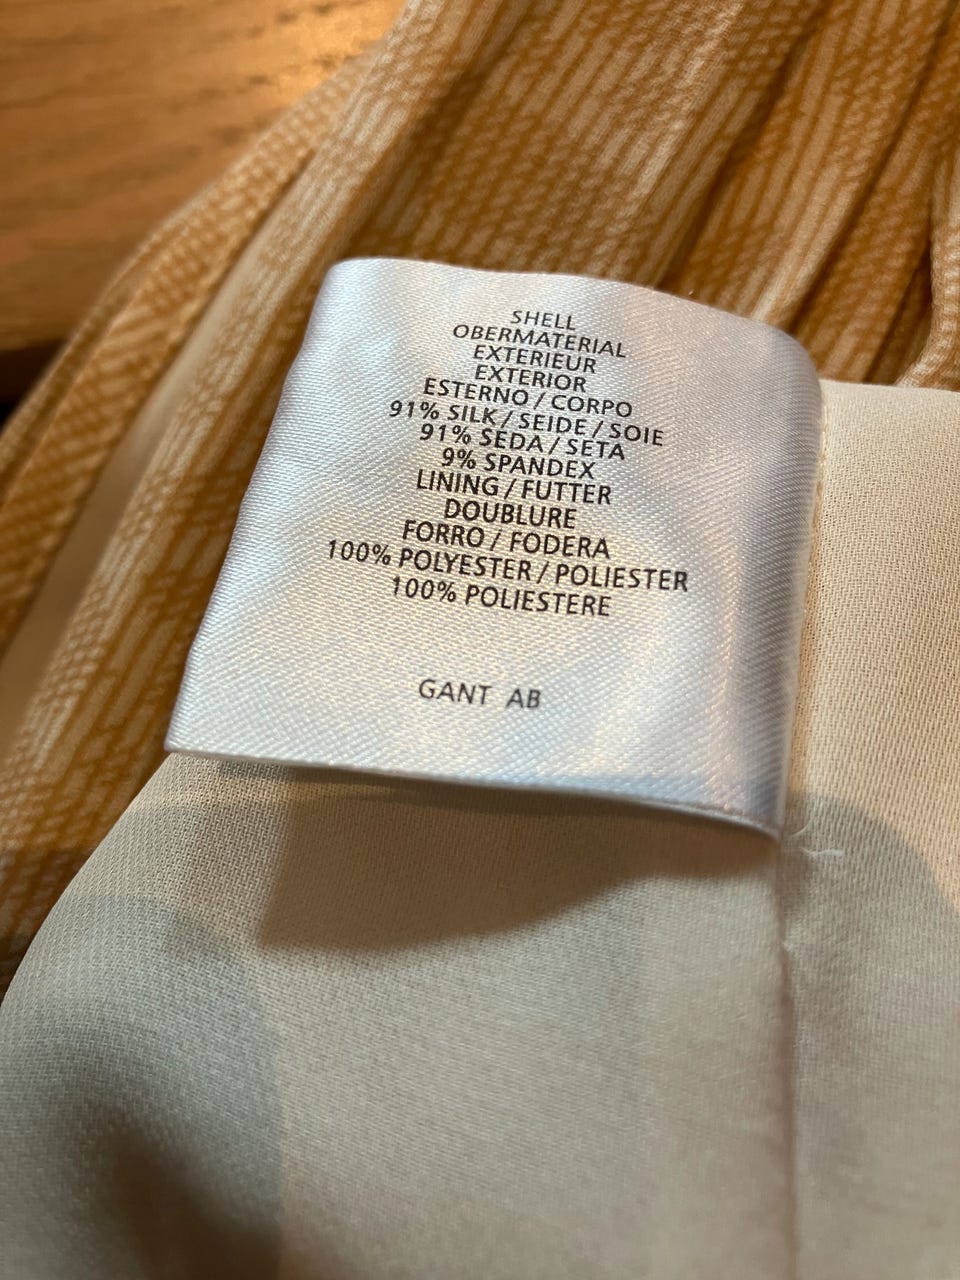 SHELL
OBERMATERIAL
EXTERIEUR
EXTERIOR
ESTERNO / CORPO
91% SILK / SEIDE / SOIE
91% SEDA / SETA
9% SPANDEX
LINING / FUTTER
DOUBLURE
FORRO / FODERA
100% POLYESTER / POLIESTER
100% POLIESTERE
GANT AB